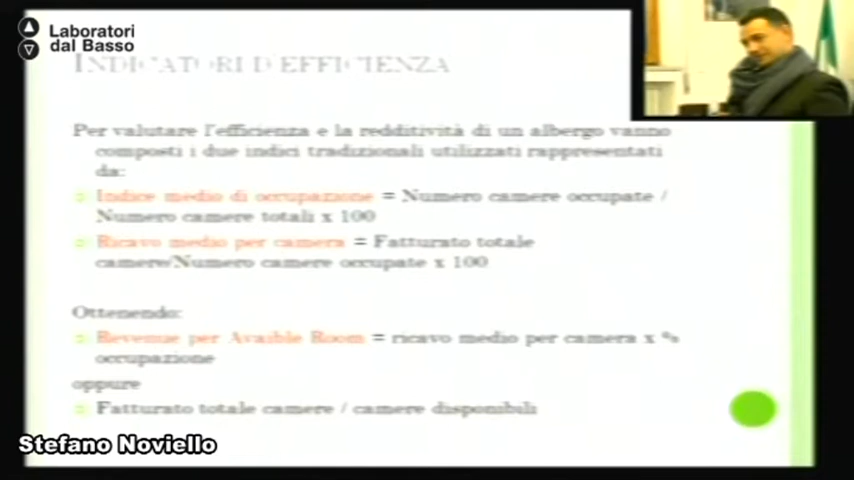 Laboratori
dal Basso
INDICATORI D'EFFICIENZA
Per valutare l'efficienza e la redditività di un albergo vanno
composti i due indici tradizionali utilizzati rappresentati
da:
Indice medio di occupazione = Numero camere occupate /
Numero camere totali x 100
Ricavo medio per camera = Fatturato totale
camere/Numero camere occupate x 100
Ottenendo:
Revenue per Avaible Room = ricavo medio per camera x %
occupazione
oppure
Fatturato totale camere / camere disponibili
Stefano Noviello